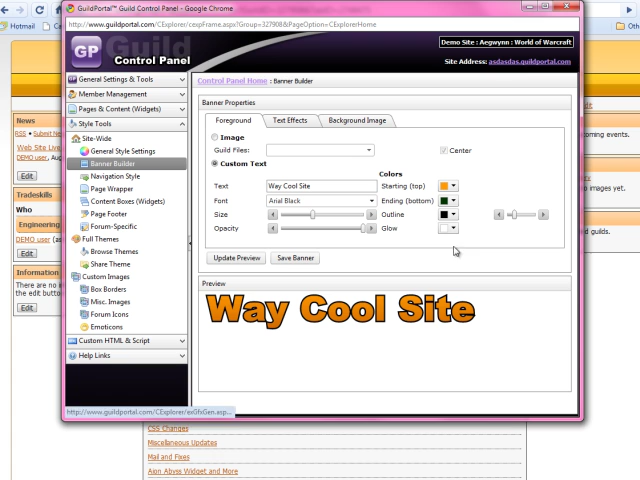 GuildPortal™ Guild Control Panel - Google Chrome
http://www.guildportal.com/CExplorer/cexpFrame.aspx?Group=327908&PageOption=CExplorerHome
Hotmail
Oth
GP
Guild
Control Panel
Demo Site : Aegwynn : World of Warcraft
Site Address: asdasdas.guildportal.com
General Settings & Tools
Member Management
Pages & Content (Widgets)
Style Tools
Site-Wide
General Style Settings
Banner Builder
Navigation Style
Page Wrapper
Content Boxes (Widgets)
Page Footer
Forum-Specific
Full Themes
Browse Themes
Share Theme
Custom Images
Box Borders
Misc. Images
Forum Icons
Emoticons
Custom HTML & Script
Help Links
Control Panel Home : Banner Builder
Banner Properties
Foreground
Text Effects
Background Image
Image
Guild Files:
Center
Custom Text
Colors
Text
Way Cool Site
Starting (top)
Font
Arial Black
Ending (bottom)
Size
Outline
Opacity
Glow
Update Preview
Save Banner
Preview
Way Cool Site
http://www.guildportal.com/CExplorer/exGfxGen.asp...
News
RSS • Submit Ne
Web Site Liv
DEMO user, Aug
Edit
Tradeskills
Who
Engineering
DEMO user (as
Edit
Information
There are no i
the edit button
Edit
coming events.
images yet.
guilds.
CSS Changes
Miscellaneous Updates
Mail and Fixes
Aion Abyss Widget and More